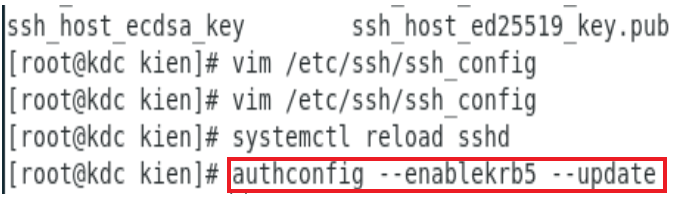 ssh_host_ecdsa_key ssh_host_ed25519_key.pub
[root@kdc kien]# vim /etc/ssh/ssh_config
[root@kdc kien]# vim /etc/ssh/ssh_config
[root@kdc kien]# systemctl reload sshd
[root@kdc kien]# authconfig --enablekrb5 --update